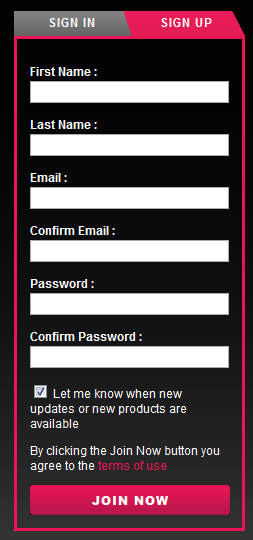 SIGN IN SIGN UP
First Name :
Last Name :
Email :
Confirm Email :
Password :
Confirm Password :
Let me know when new
updates or new products are
available
By clicking the Join Now button you
agree to the terms of use
JOIN NOW